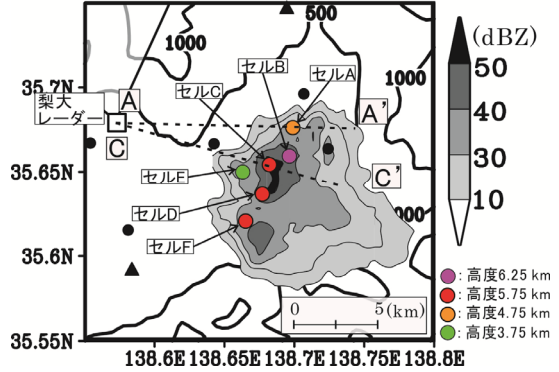 500
(dBZ)
1000
セルB
50
35.7N
セルA
1000
セルC
梨大
レーダー
A
A'
40
C
30
35.65N
セルE
C'
10
セルD
000
セルF
35.6N
:高度6.25 km
:高度5.75 km
0 5(km)
:高度4.75 km
:高度3.75 km
35.55N
138.6E 138.65E 138.7E 138.75E 138.8E